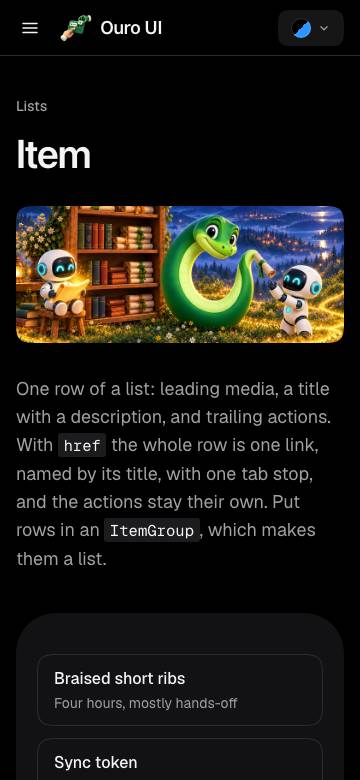 Ouro UI
Lists
Item
One row of a list: leading media, a title
with a description, and trailing actions.
With href the whole row is one link,
named by its title, with one tab stop,
and the actions stay their own. Put
rows in an ItemGroup, which makes
them a list.
Braised short ribs
Four hours, mostly hands-off
Sync token